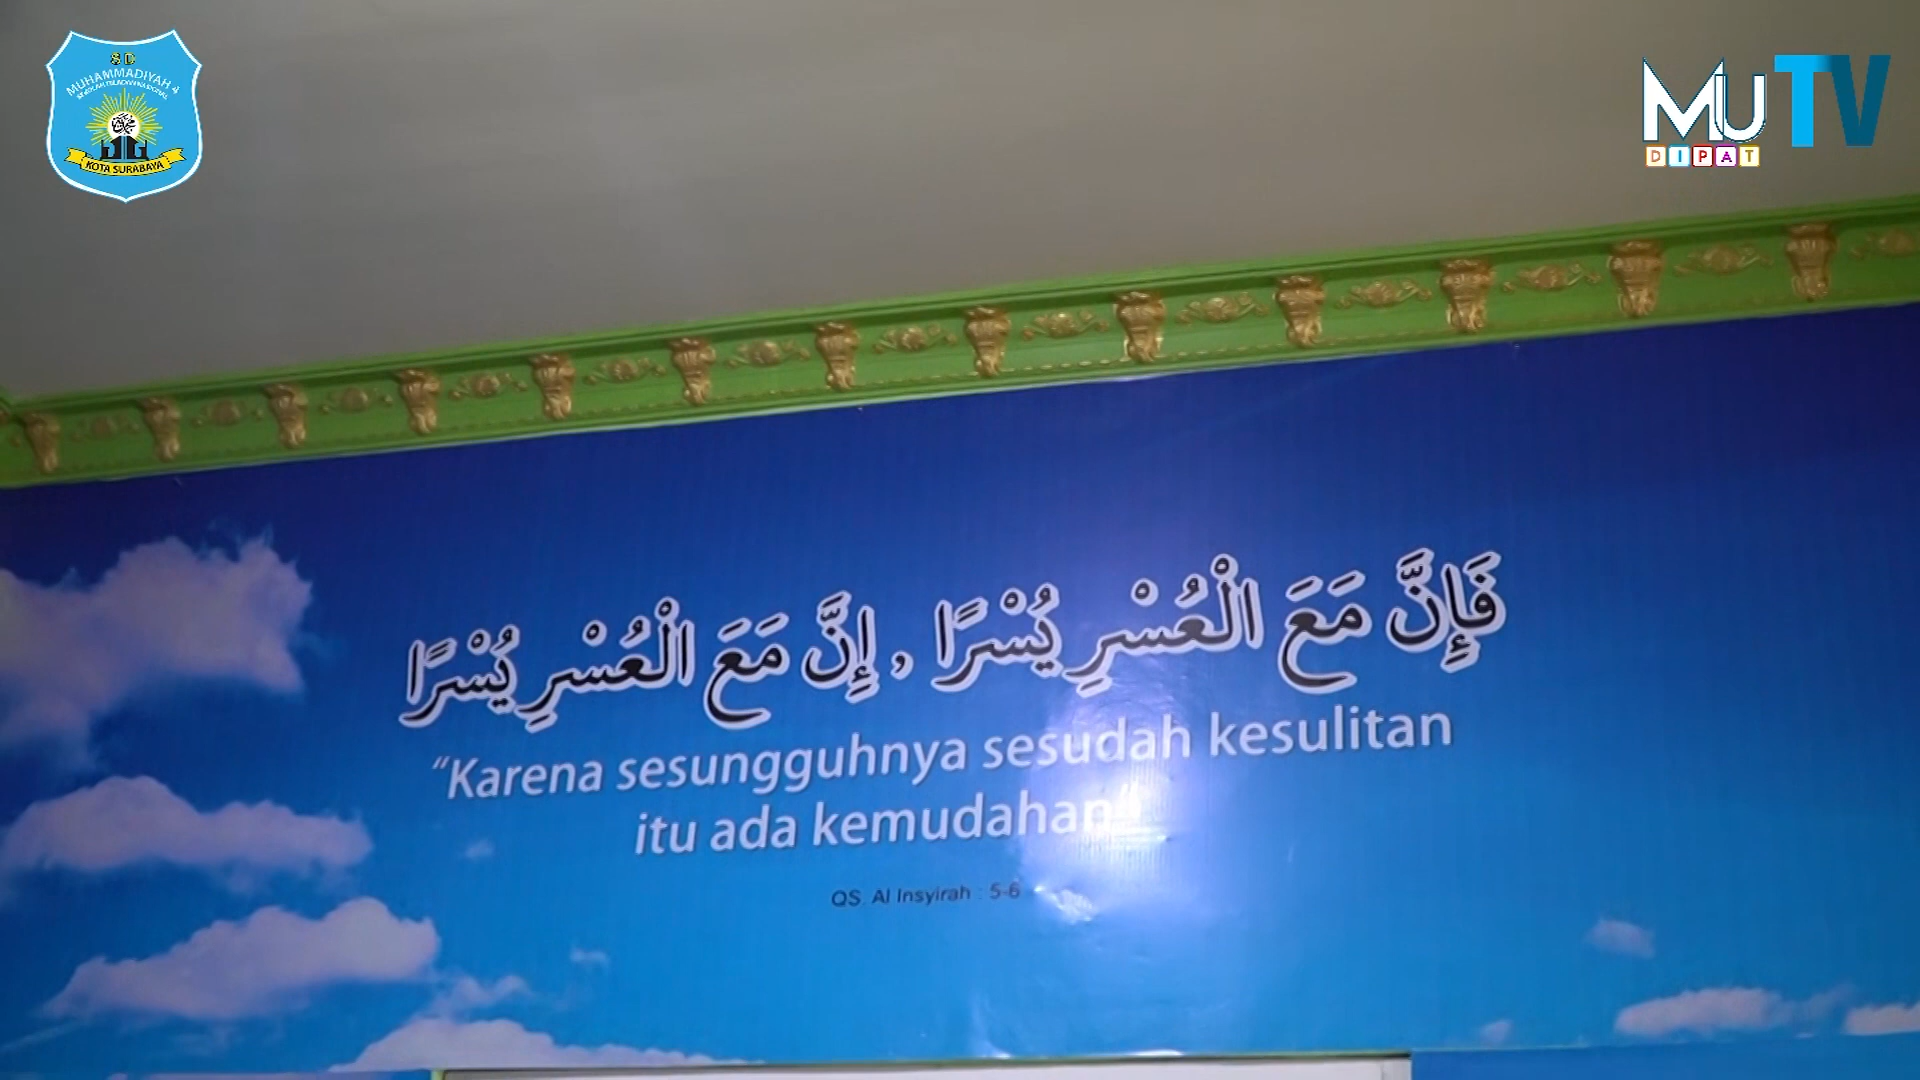 SD
MUHAMMADIYAH 4
KOTA SURABAYA
MU TV
DIPAT
فَإِنَّ مَعَ الْعُسْرِ يُسْرًا , إِنَّ مَعَ الْعُسْرِ يُسْرًا
“Karena sesungguhnya sesudah kesulitan
itu ada kemudahan“
QS. Al Insyirah : 5-6